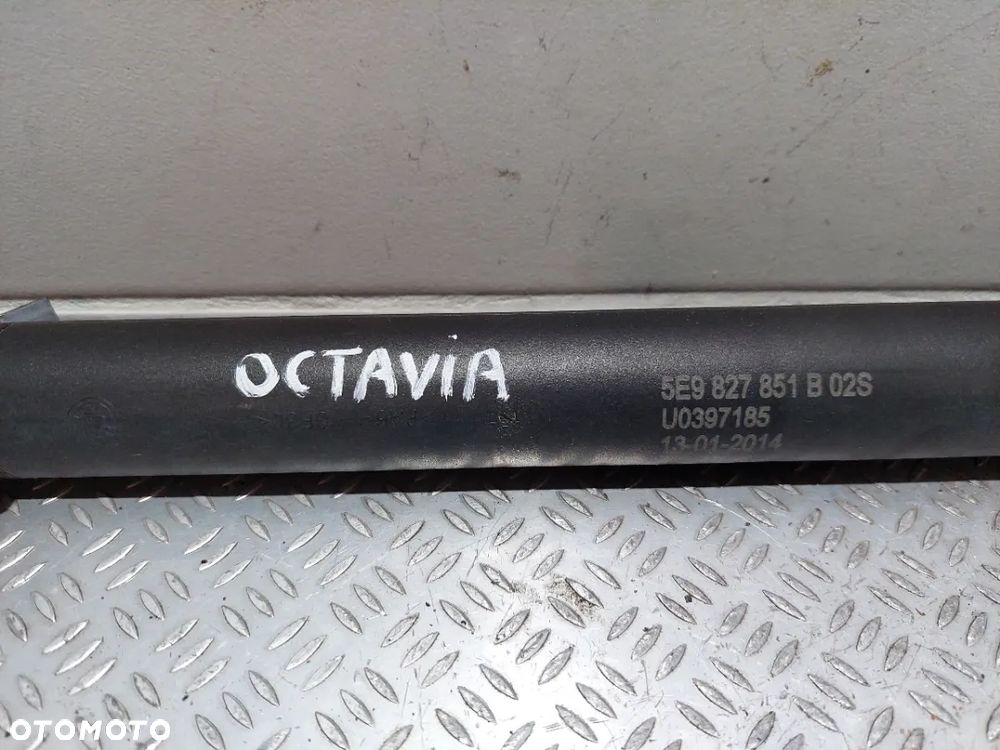 OCTAVIA
5E9 827 851 B 02S
U0397185
13-01-2014
OTOMOTO